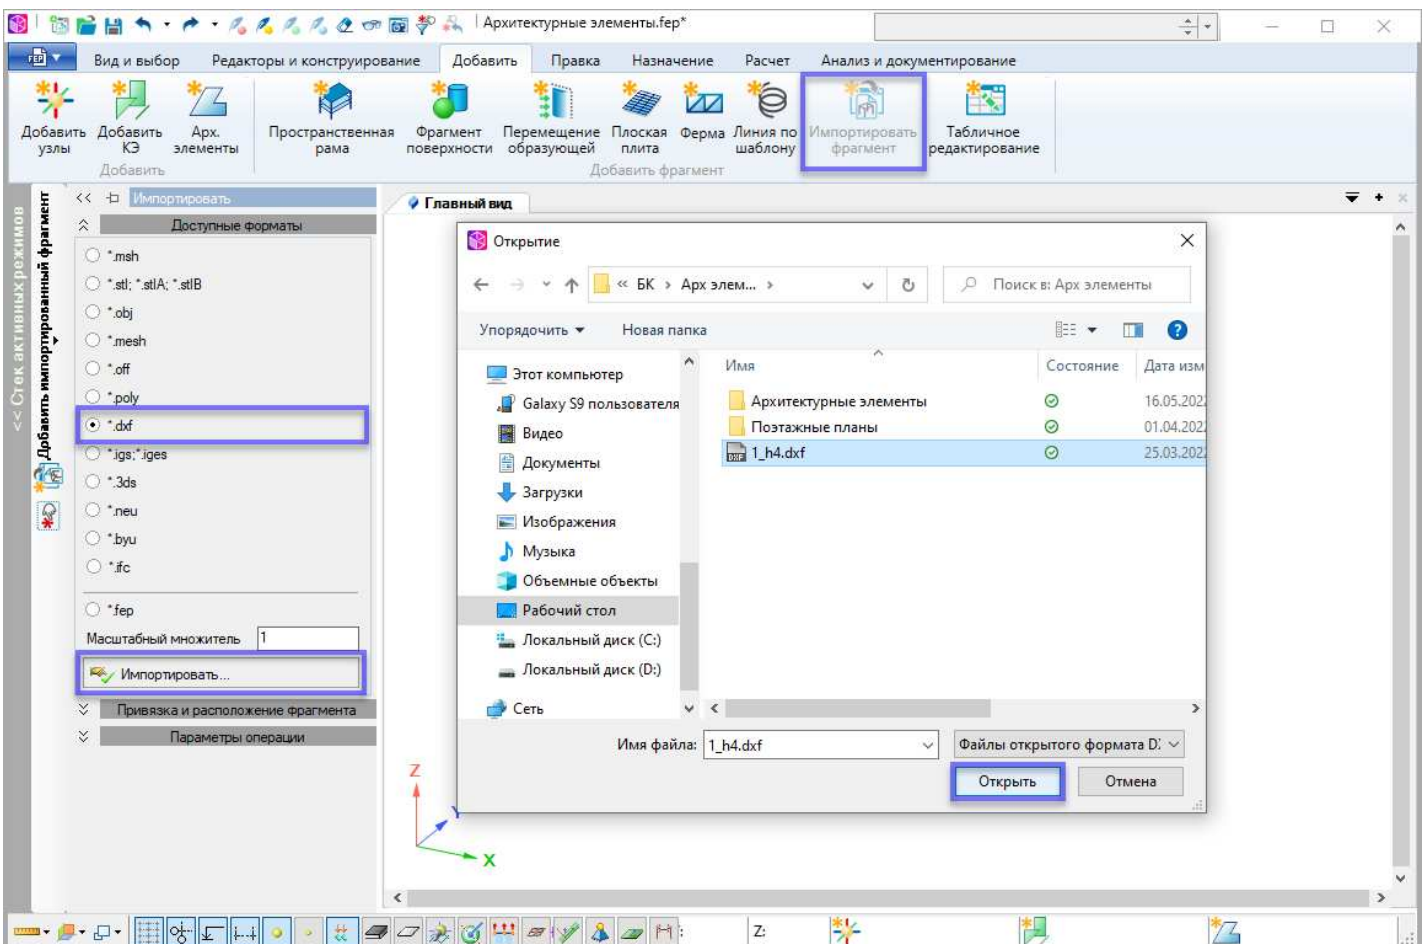 Архитектурные элементы.fep*
FEP
Вид и выбор Редакторы и конструирование Добавить Правка Назначение Расчет Анализ и документирование
Добавить узлы
Добавить КЭ
Арх. элементы
Пространственная рама
Фрагмент поверхности
Перемещение образующей
Плоская плита
Ферма
Линия по шаблону
Импортировать фрагмент
Табличное редактирование
Добавить
Добавить фрагмент
<< Стек активных режимов
Добавить импортированный фрагмент
Импортировать
Доступные форматы
*.msh
*.stl; *.stlA; *.stlB
*.obj
*.mesh
*.off
*.poly
*.dxf
*.igs;*.iges
*.3ds
*.neu
*.byu
*.ifc
*.fep
Масштабный множитель 1
Импортировать...
Привязка и расположение фрагмента
Параметры операции
Главный вид
Открытие
« БК › Арх элем... ›
Поиск в: Арх элементы
Упорядочить Новая папка
Этот компьютер
Galaxy S9 пользователя
Видео
Документы
Загрузки
Изображения
Музыка
Объемные объекты
Рабочий стол
Локальный диск (C:)
Локальный диск (D:)
Сеть
Имя Состояние Дата изм
Архитектурные элементы 16.05.202
Поэтажные планы 01.04.202
1_h4.dxf 25.03.202
Имя файла: 1_h4.dxf
Файлы открытого формата D
Открыть Отмена
Z
Y
X
Z: